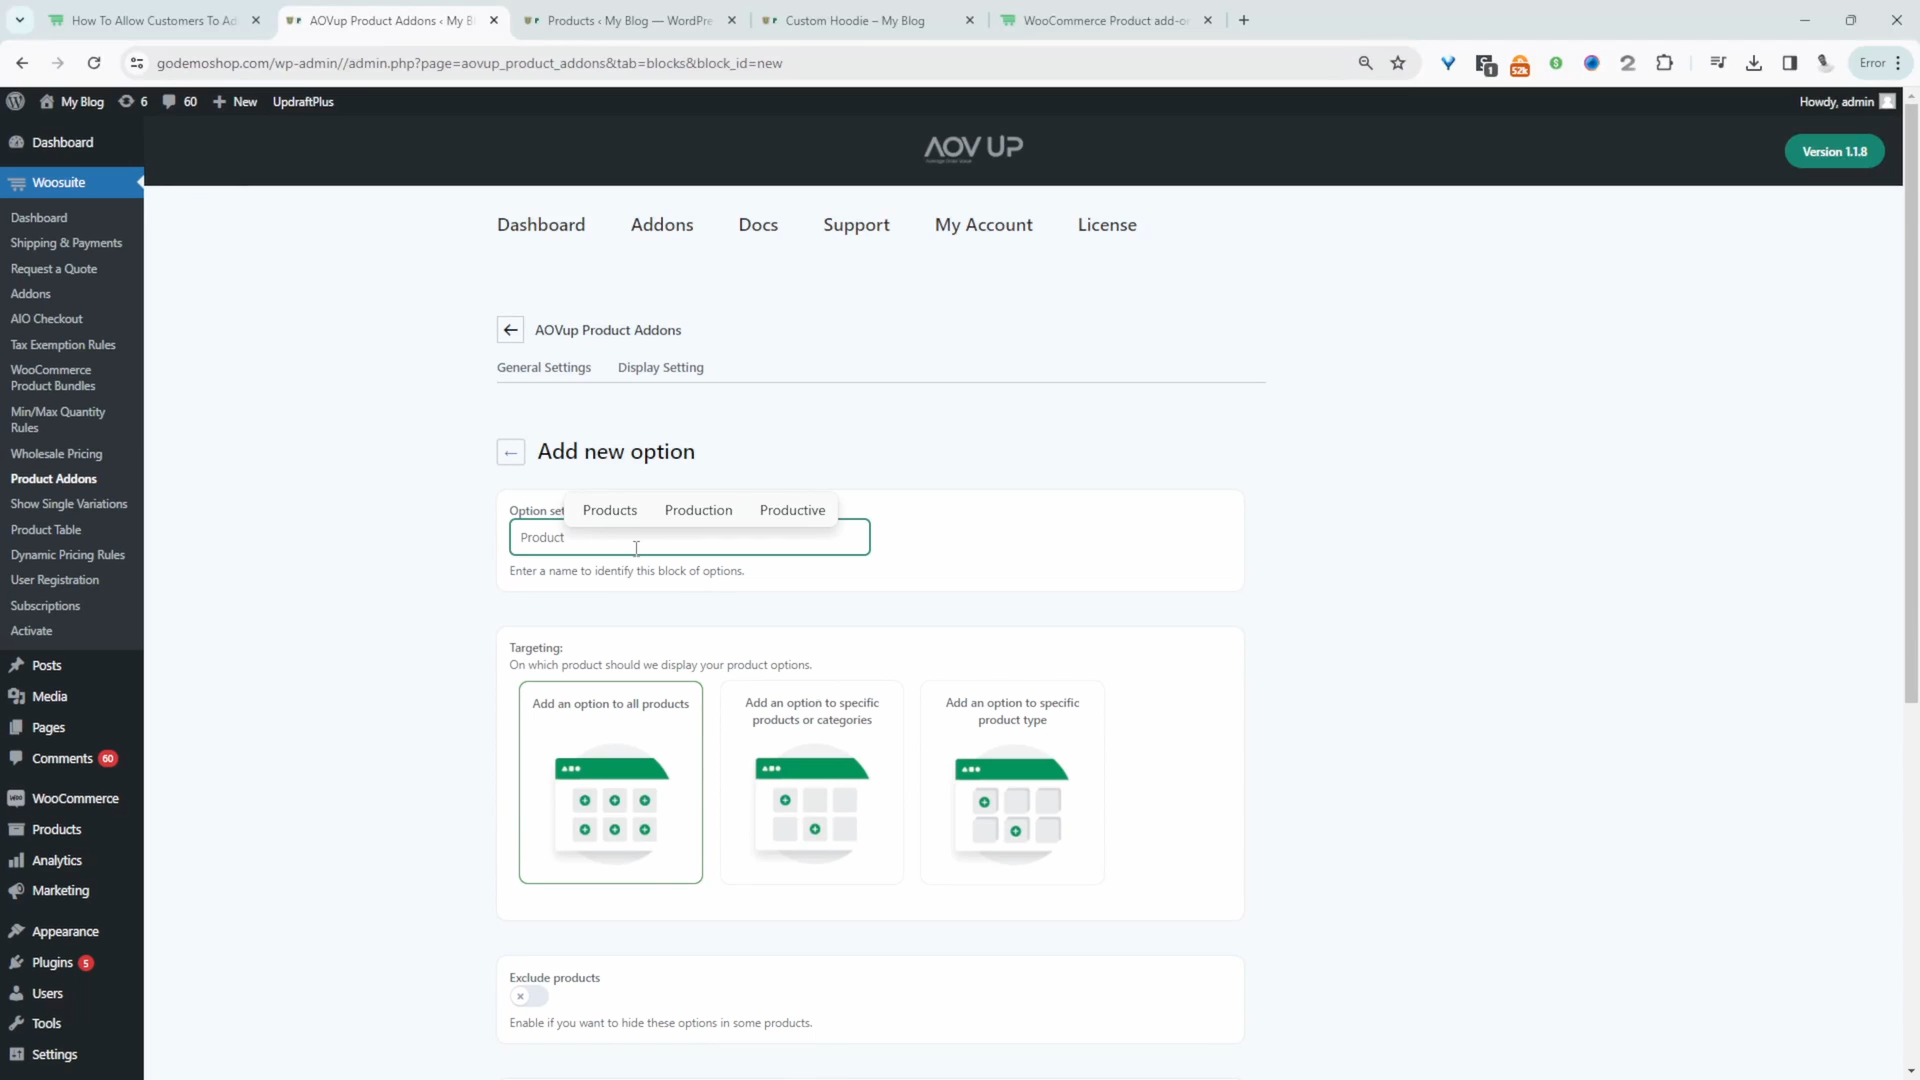 How To Allow Customers To Ad
AOVup Product Addons ‹ My B
Products ‹ My Blog — WordPre
Custom Hoodie – My Blog
WooCommerce Product add-o
godemoshop.com/wp-admin//admin.php?page=aovup_product_addons&tab=blocks&block_id=new
Error
My Blog
6
60
New
UpdraftPlus
Howdy, admin
Dashboard
AOV UP
Version 1.1.8
Woosuite
Dashboard
Shipping & Payments
Request a Quote
Addons
AIO Checkout
Tax Exemption Rules
WooCommerce
Product Bundles
Min/Max Quantity
Rules
Wholesale Pricing
Product Addons
Show Single Variations
Product Table
Dynamic Pricing Rules
User Registration
Subscriptions
Activate
Posts
Media
Pages
Comments 60
WooCommerce
Products
Analytics
Marketing
Appearance
Plugins 5
Users
Tools
Settings
Dashboard Addons Docs Support My Account License
AOVup Product Addons
General Settings Display Setting
Add new option
Option set
Products Production Productive
Product
Enter a name to identify this block of options.
Targeting:
On which product should we display your product options.
Add an option to all products
Add an option to specific
products or categories
Add an option to specific
product type
Exclude products
Enable if you want to hide these options in some products.